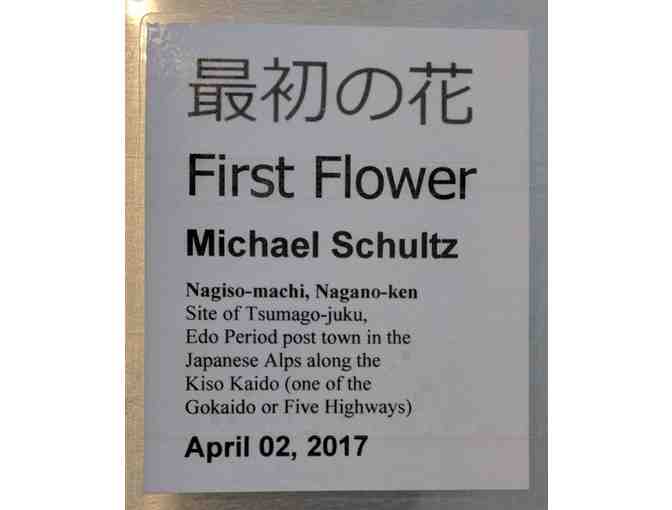 最初の花
First Flower
Michael Schultz
Nagiso-machi, Nagano-ken
Site of Tsumago-juku,
Edo Period post town in the
Japanese Alps along the
Kiso Kaido (one of the
Gokaido or Five Highways)
April 02, 2017